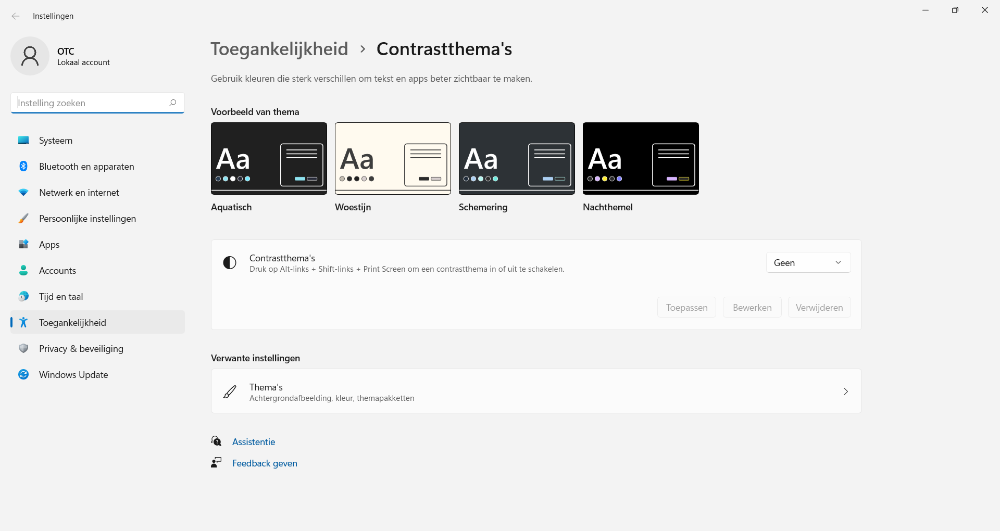 Instellingen
OTC
Lokaal account
Instelling zoeken
Systeem
Bluetooth en apparaten
Netwerk en internet
Persoonlijke instellingen
Apps
Accounts
Tijd en taal
Toegankelijkheid
Privacy & beveiliging
Windows Update
Toegankelijkheid > Contrastthema's
Gebruik kleuren die sterk verschillen om tekst en apps beter zichtbaar te maken.
Voorbeeld van thema
Aa Aa Aa Aa
Aquatisch Woestijn Schemering Nachthemel
Contrastthema's
Druk op Alt-links + Shift-links + Print Screen om een contrastthema in of uit te schakelen.
Geen
Toepassen Bewerken Verwijderen
Verwante instellingen
Thema's
Achtergrondafbeelding, kleur, themapakketten
Assistentie
Feedback geven